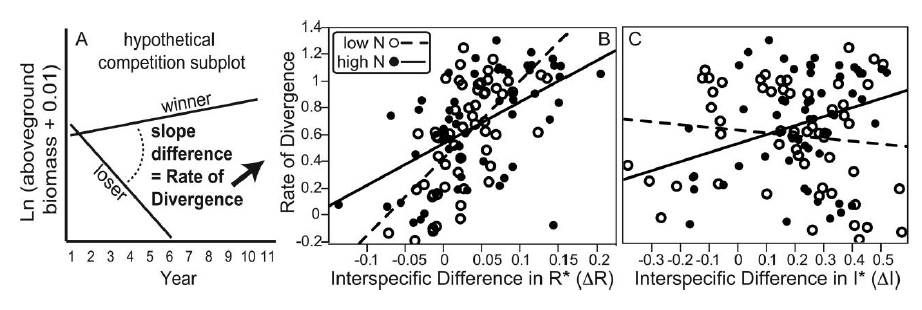 A
hypothetical
competition subplot
winner
loser
slope
difference
= Rate of
Divergence
Ln (aboveground
biomass + 0.01)
1 2 3 4 5 6 7 8 9 10 11
Year
B
low N
high N
Rate of Divergence
1.4
1.2
1
0.8
0.6
0.4
0.2
0
-0.2
-0.1 -0.05 0 0.05 0.1 0.15 0.2
Interspecific Difference in R* (ΔR)
C
-0.3 -0.2 -0.1 0 0.1 0.2 0.3 0.4 0.5
Interspecific Difference in I* (ΔI)